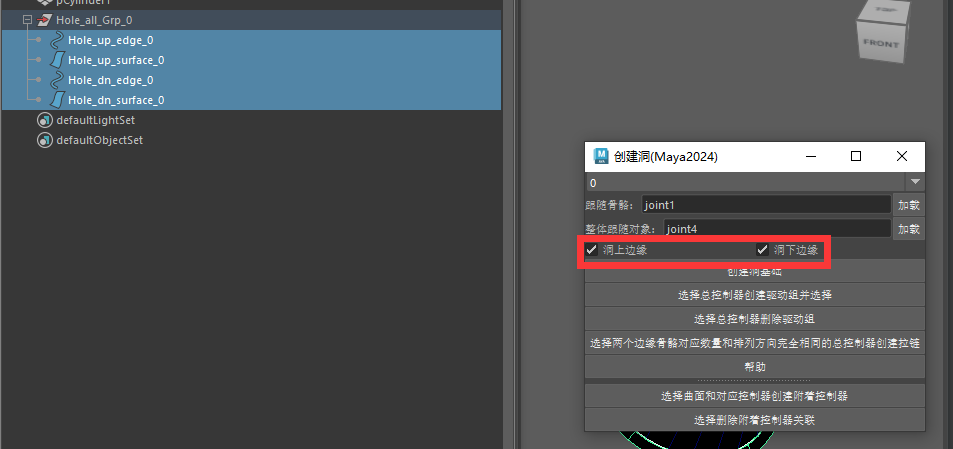 pCylinder1
Hole_all_Grp_0
Hole_up_edge_0
Hole_up_surface_0
Hole_dn_edge_0
Hole_dn_surface_0
defaultLightSet
defaultObjectSet
TOP
FRONT
创建洞(Maya2024)
0
跟随骨骼： joint1 加载
整体跟随对象： joint4 加载
洞上边缘 洞下边缘
创建洞基础
选择总控制器创建驱动组并选择
选择总控制器删除驱动组
选择两个边缘骨骼对应数量和排列方向完全相同的总控制器创建拉链
帮助
选择曲面和对应控制器创建附着控制器
选择删除附着控制器关联